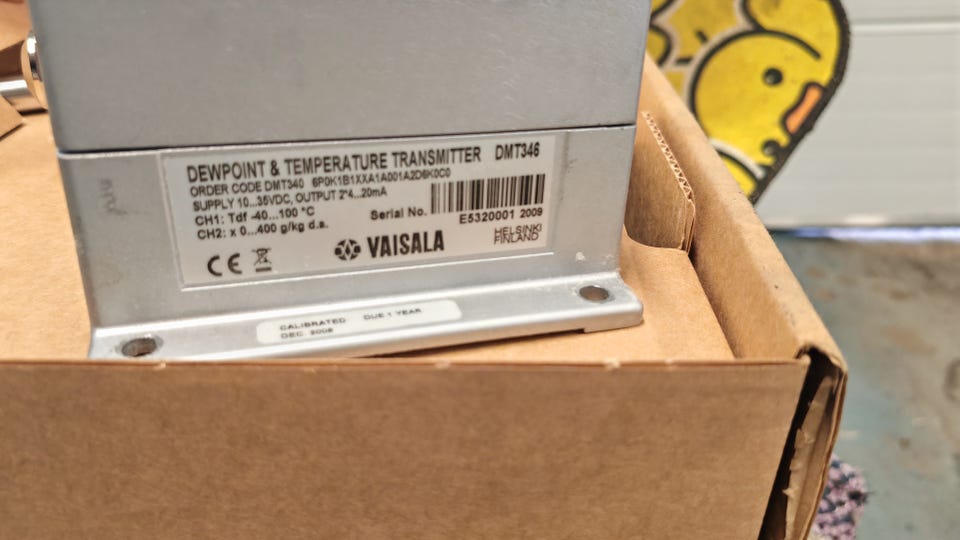 DEWPOINT & TEMPERATURE TRANSMITTER DMT346
ORDER CODE DMT340 6P0K1B1XXA1A001A2D6K0C0
SUPPLY 10...35VDC, OUTPUT 2*4...20mA
CH1: Tdf -40...100 °C
CH2: x 0...400 g/kg d.a.
Serial No.
E5320001 2009
CE
VAISALA
HELSINKI
FINLAND
CALIBRATED DUE 1 YEAR
DEC 2008